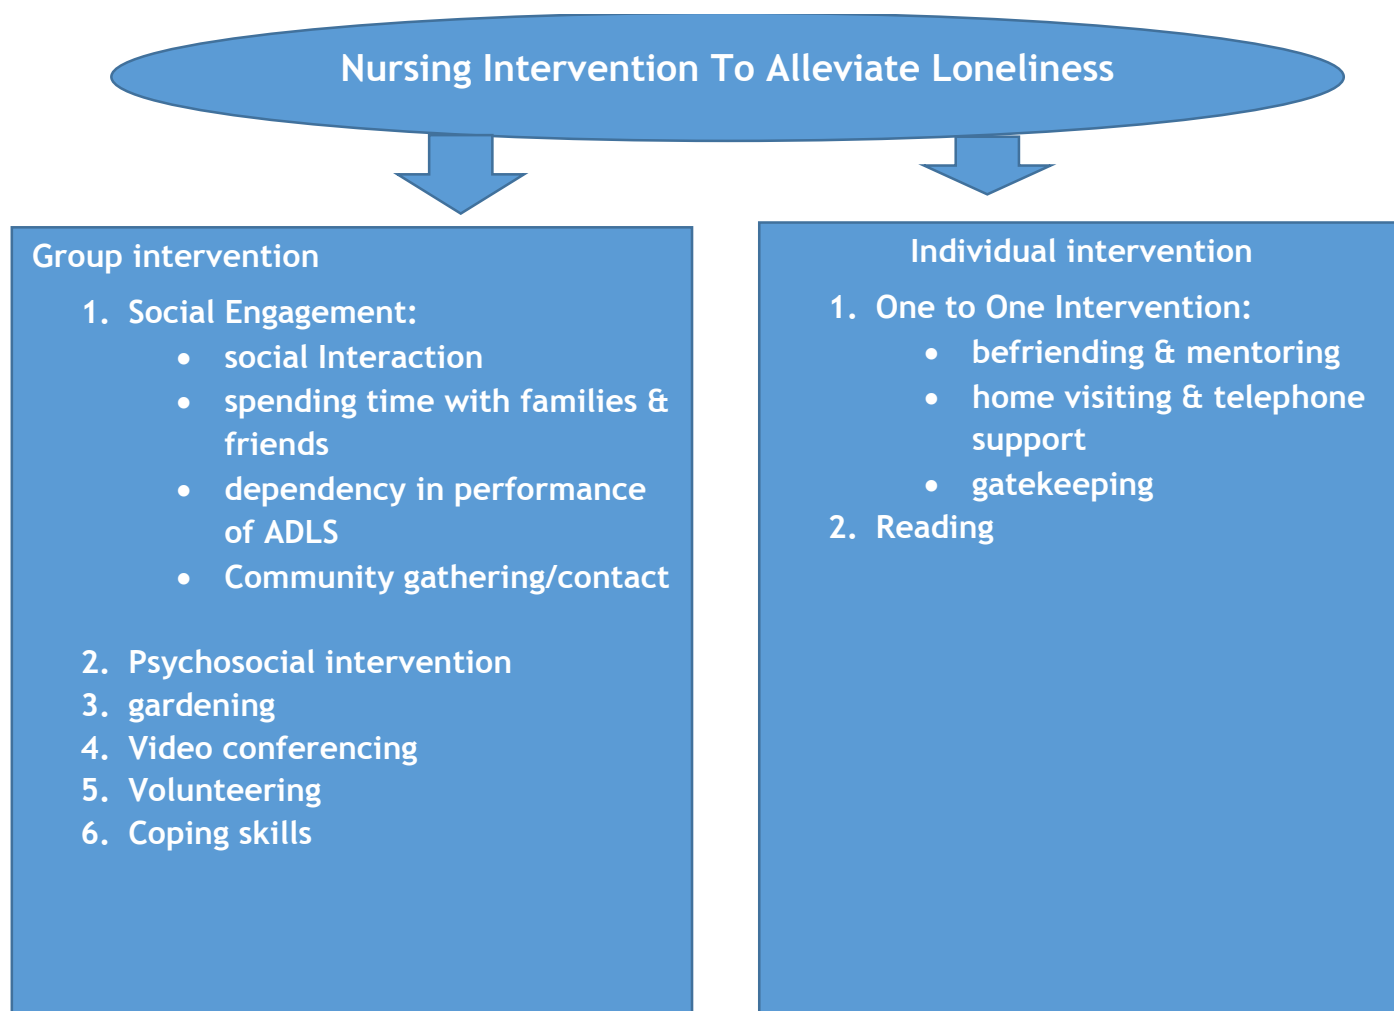 Nursing Intervention To Alleviate Loneliness
Group intervention
1. Social Engagement:
• social Interaction
• spending time with families &
friends
• dependency in performance
of ADLS
• Community gathering/contact
2. Psychosocial intervention
3. gardening
4. Video conferencing
5. Volunteering
6. Coping skills
Individual intervention
1. One to One Intervention:
• befriending & mentoring
• home visiting & telephone
support
• gatekeeping
2. Reading